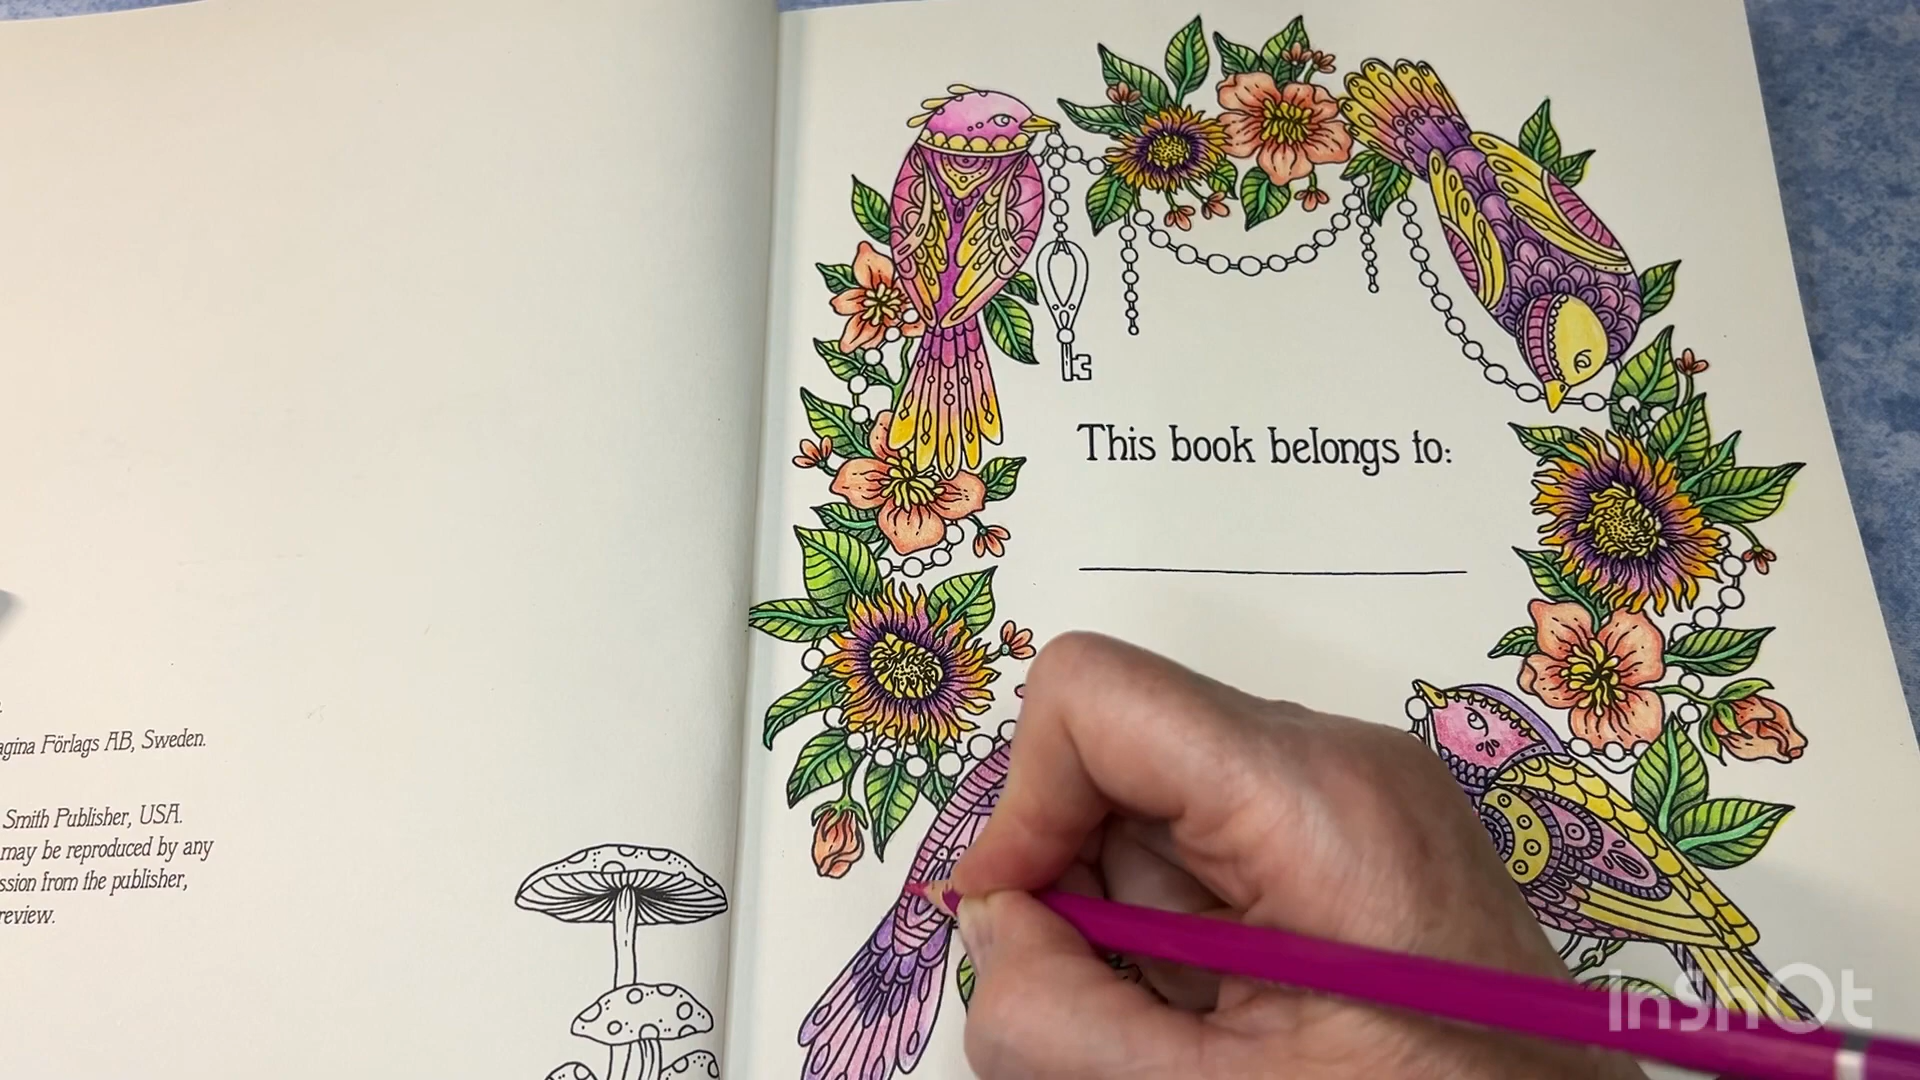 agina Förlags AB, Sweden.
Smith Publisher, USA.
may be reproduced by any
ssion from the publisher,
review.
This book belongs to:
InShOt